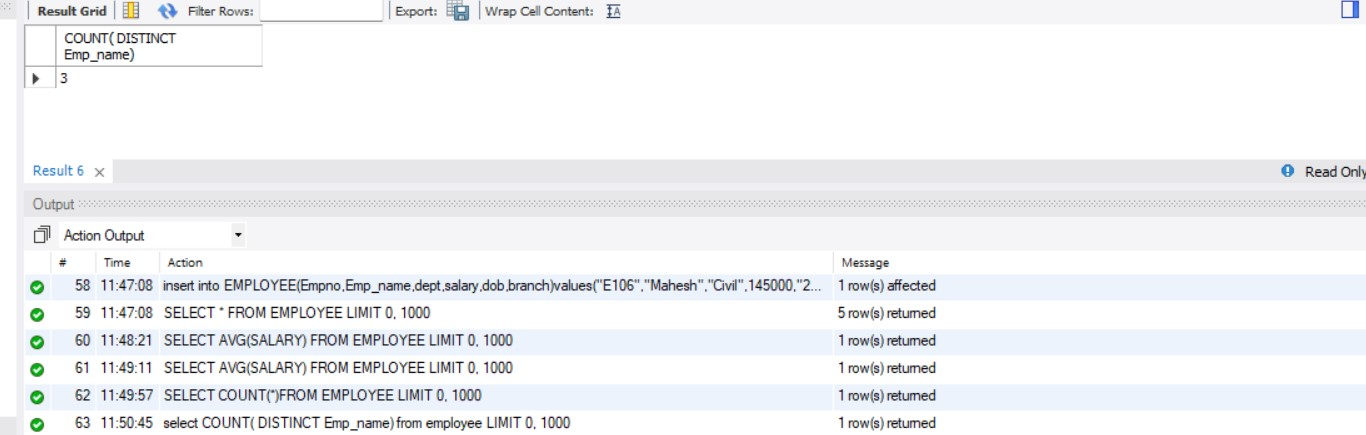 Result Grid Filter Rows: Export: Wrap Cell Content: IA
COUNT( DISTINCT
Emp_name)
3
Result 6 ×
Read Only
Output
Action Output
# Time Action Message
58 11:47:08 insert into EMPLOYEE(Empno,Emp_name,dept,salary,dob,branch)values("E106","Mahesh","Civil",145000,"2... 1 row(s) affected
59 11:47:08 SELECT * FROM EMPLOYEE LIMIT 0, 1000 5 row(s) returned
60 11:48:21 SELECT AVG(SALARY) FROM EMPLOYEE LIMIT 0, 1000 1 row(s) returned
61 11:49:11 SELECT AVG(SALARY) FROM EMPLOYEE LIMIT 0, 1000 1 row(s) returned
62 11:49:57 SELECT COUNT(*)FROM EMPLOYEE LIMIT 0, 1000 1 row(s) returned
63 11:50:45 select COUNT( DISTINCT Emp_name) from employee LIMIT 0, 1000 1 row(s) returned